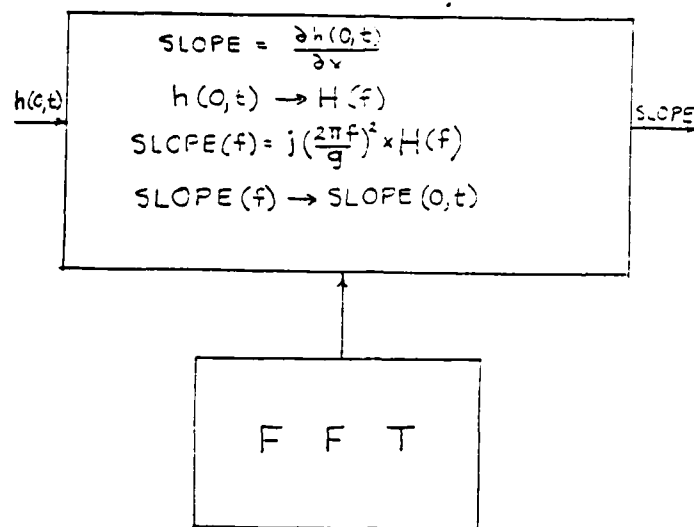 SLOPE = ∂h(0,t)/∂x
h(0,t)
h(0,t) → H(f)
SLOPE
SLOPE(f) = j(2πf/g)² × H(f)
SLOPE(f) → SLOPE(0,t)
F F T